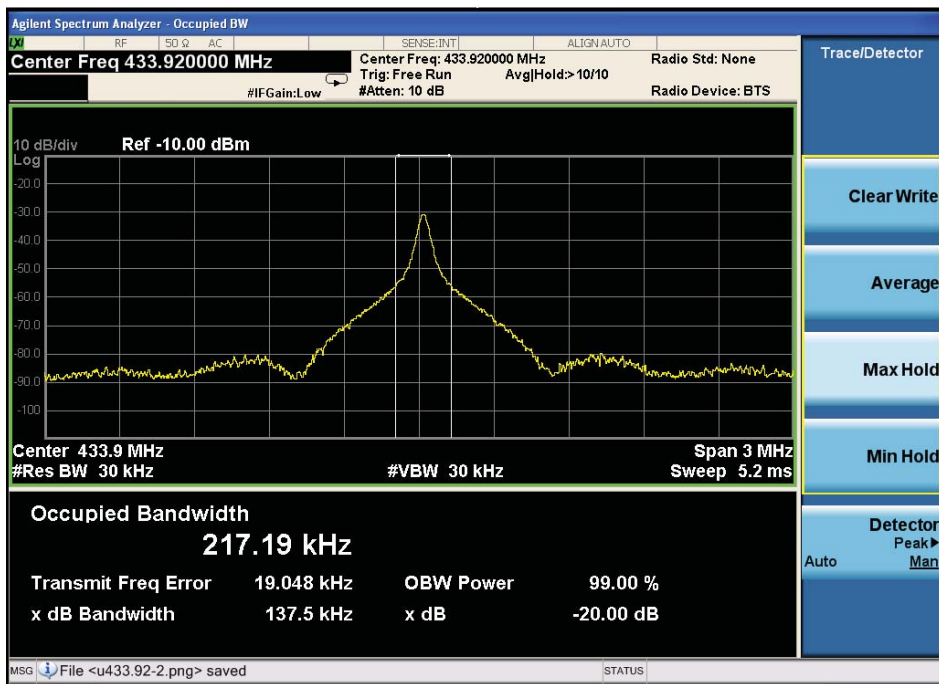 Agilent Spectrum Analyzer - Occupied BW
LXI RF 50 Ω AC SENSE:INT ALIGN AUTO
Center Freq 433.920000 MHz
Center Freq: 433.920000 MHz Radio Std: None
Trig: Free Run Avg|Hold:> 10/10
#IFGain:Low #Atten: 10 dB Radio Device: BTS
10 dB/div Ref -10.00 dBm
Log
-20.0
-30.0
-40.0
-50.0
-60.0
-70.0
-80.0
-90.0
-100
Center 433.9 MHz Span 3 MHz
#Res BW 30 kHz #VBW 30 kHz Sweep 5.2 ms
Occupied Bandwidth
217.19 kHz
Transmit Freq Error 19.048 kHz OBW Power 99.00 %
x dB Bandwidth 137.5 kHz x dB -20.00 dB
MSG File <u433.92-2.png> saved STATUS
Trace/Detector
Clear Write
Average
Max Hold
Min Hold
Detector
Peak▶
Auto Man